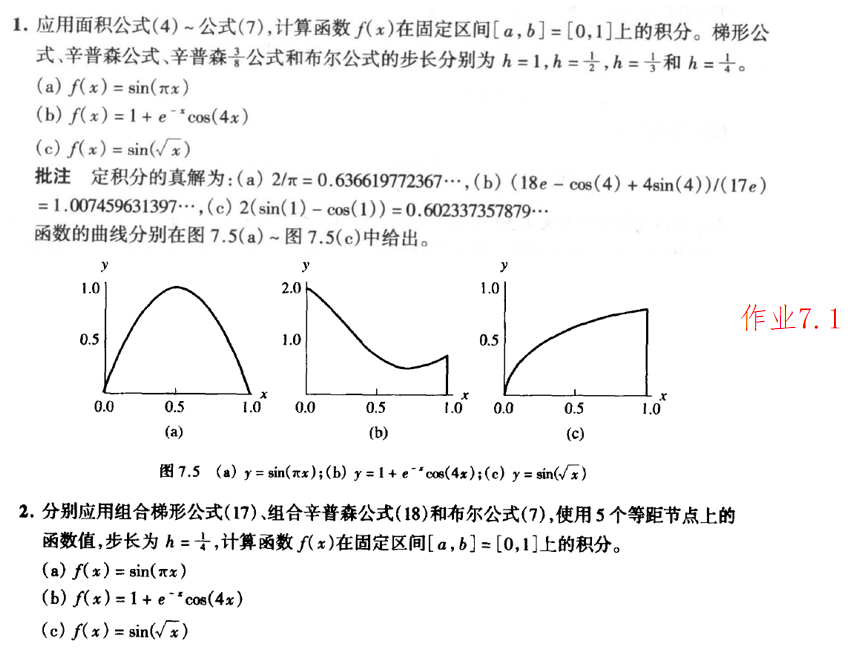 1. 应用面积公式(4)~公式(7),计算函数 f(x)在固定区间[a,b]=[0,1]上的积分。梯形公
式、辛普森公式、辛普森3/8公式和布尔公式的步长分别为 h=1,h=1/2,h=1/3和 h=1/4。
(a) f(x)=sin(πx)
(b) f(x)=1+e⁻ˣcos(4x)
(c) f(x)=sin(√x)
批注 定积分的真解为:(a) 2/π=0.636619772367…,(b) (18e-cos(4)+4sin(4))/(17e)
=1.007459631397…,(c) 2(sin(1)-cos(1))=0.602337357879…
函数的曲线分别在图 7.5(a)~图 7.5(c)中给出。
y y y
1.0 2.0 1.0
0.5 1.0 0.5
作业7.1
x x x
0.0 0.5 1.0 0.0 0.5 1.0 0.0 0.5 1.0
(a) (b) (c)
图 7.5 (a) y=sin(πx);(b) y=1+e⁻ˣcos(4x);(c) y=sin(√x)
2. 分别应用组合梯形公式(17)、组合辛普森公式(18)和布尔公式(7),使用 5 个等距节点上的
函数值,步长为 h=1/4,计算函数 f(x)在固定区间[a,b]=[0,1]上的积分。
(a) f(x)=sin(πx)
(b) f(x)=1+e⁻ˣcos(4x)
(c) f(x)=sin(√x)